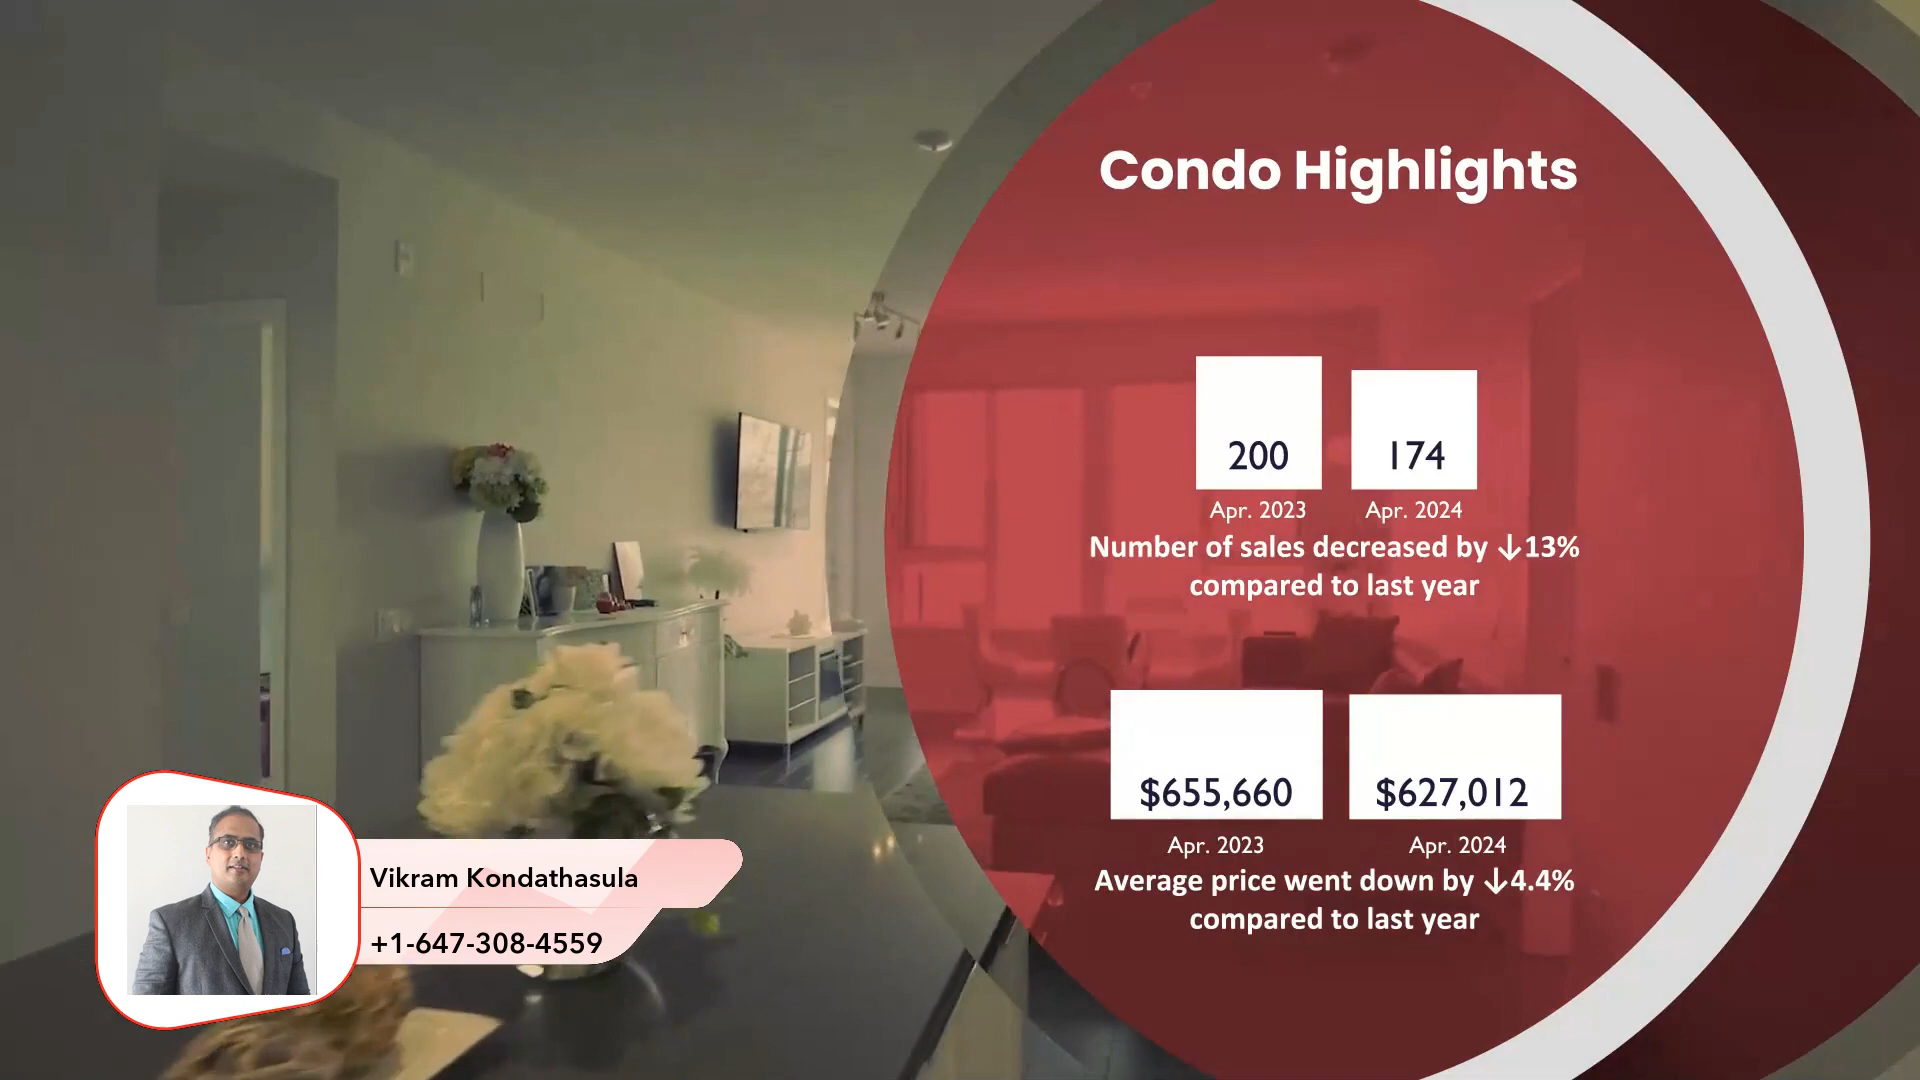 Condo Highlights
200
174
Apr. 2023
Apr. 2024
Number of sales decreased by ↓13%
compared to last year
$655,660
$627,012
Apr. 2023
Apr. 2024
Average price went down by ↓4.4%
compared to last year
Vikram Kondathasula
+1-647-308-4559